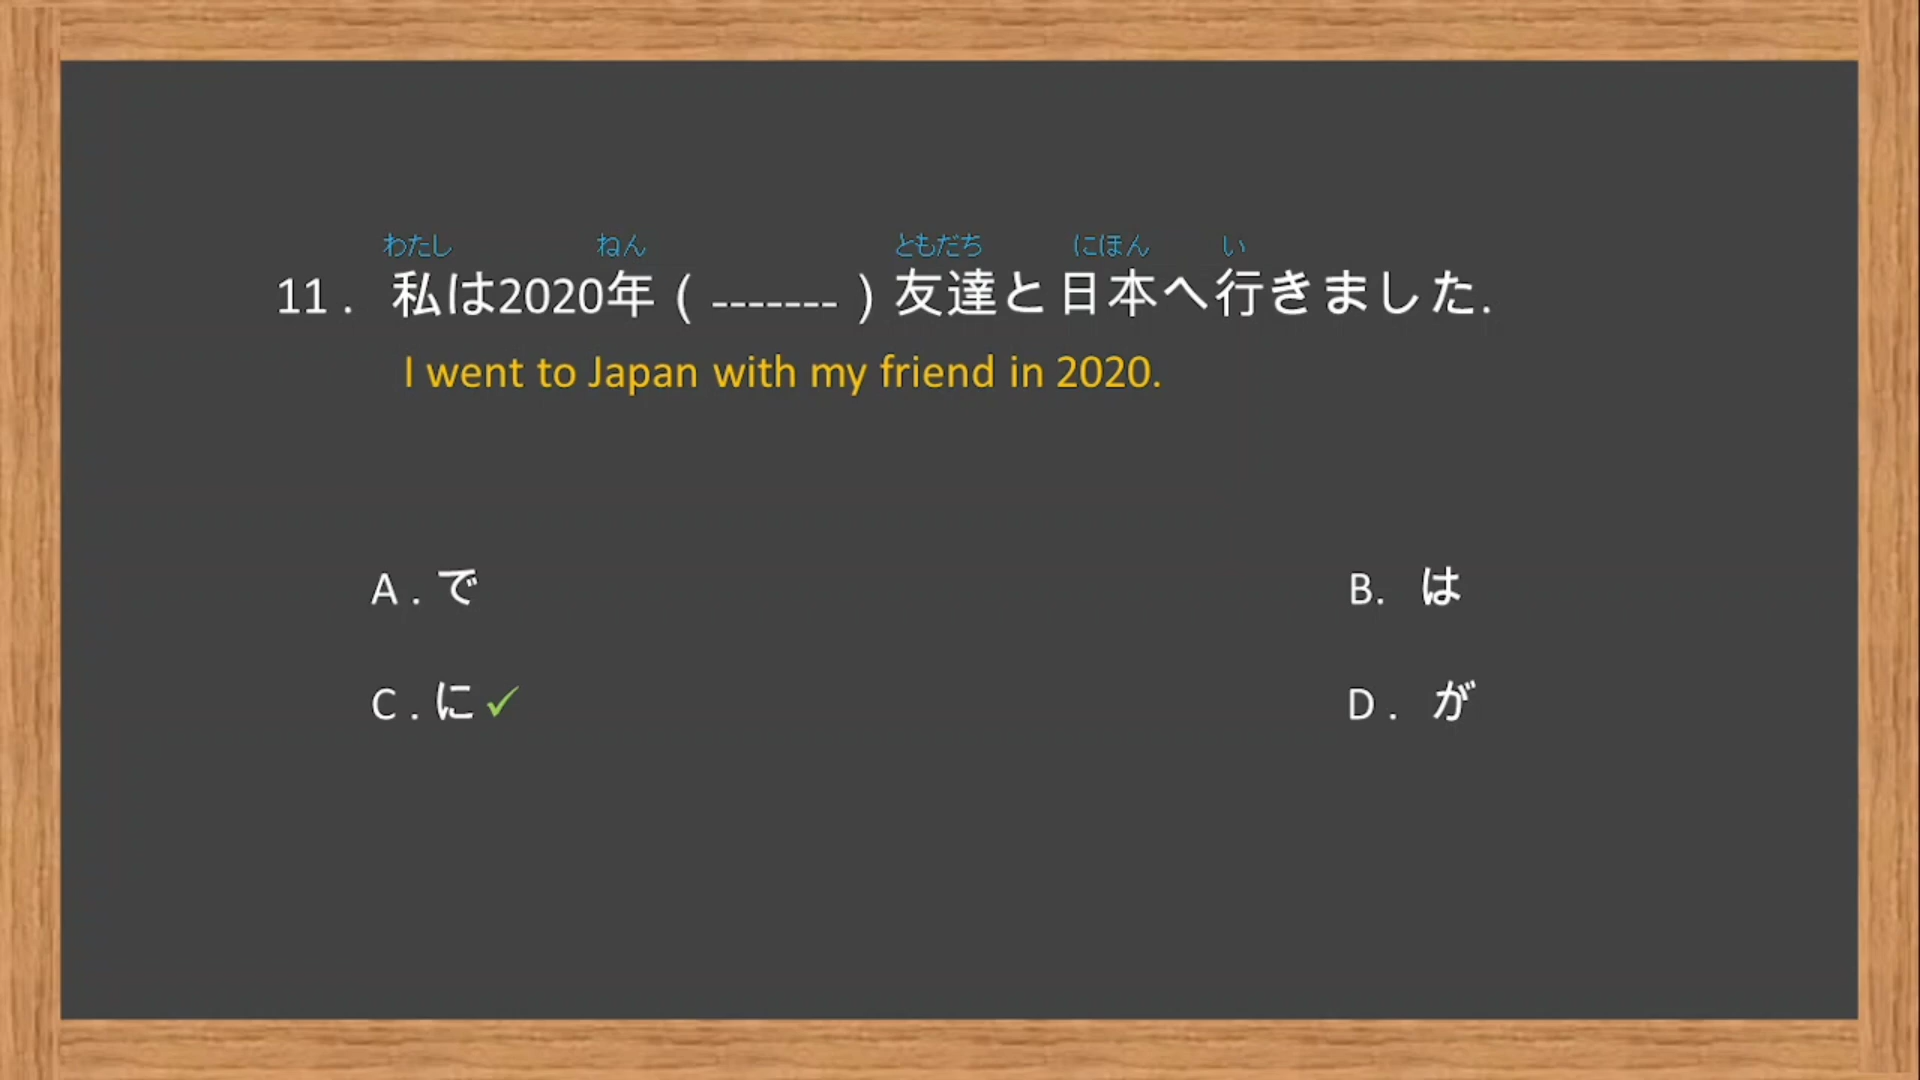 わたし ねん ともだち にほん い
11 . 私は2020年 ( ------- ) 友達と日本へ行きました.
I went to Japan with my friend in 2020.
A . で B. は
C . に ✓ D . が